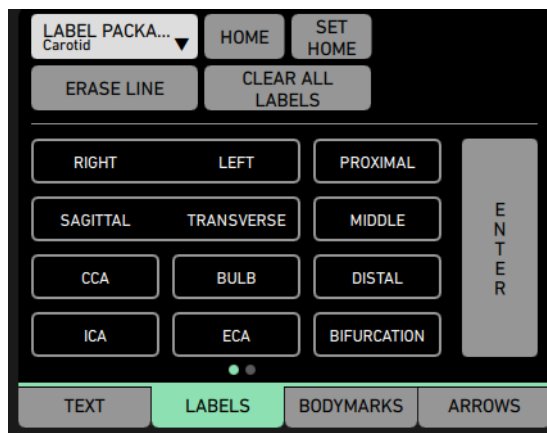 LABEL PACKA...
Carotid
HOME
SET
HOME
ERASE LINE
CLEAR ALL
LABELS
RIGHT LEFT PROXIMAL
SAGITTAL TRANSVERSE MIDDLE
CCA BULB DISTAL
ICA ECA BIFURCATION
ENTER
TEXT LABELS BODYMARKS ARROWS